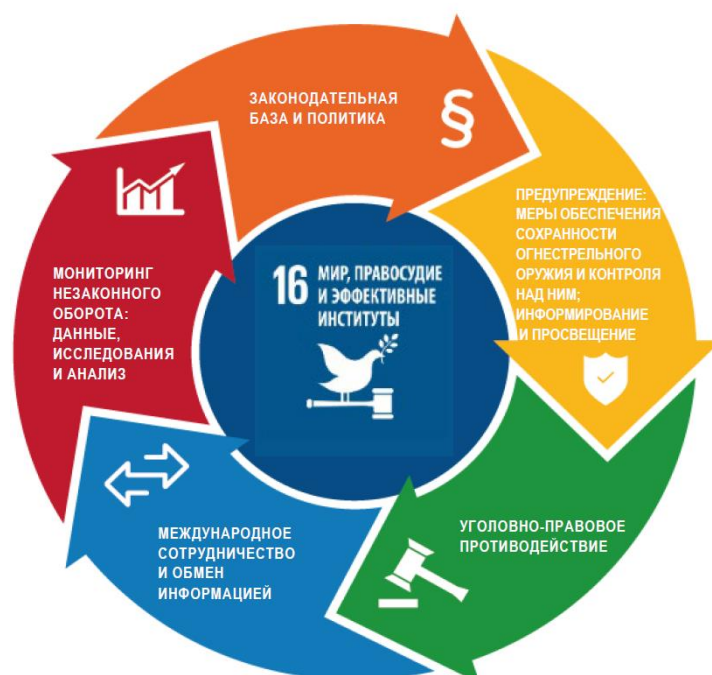 ЗАКОНОДАТЕЛЬНАЯ
БАЗА И ПОЛИТИКА
§
ПРЕДУПРЕЖДЕНИЕ:
МЕРЫ ОБЕСПЕЧЕНИЯ
СОХРАННОСТИ
ОГНЕСТРЕЛЬНОГО
ОРУЖИЯ И КОНТРОЛЯ
НАД НИМ;
ИНФОРМИРОВАНИЕ
И ПРОСВЕЩЕНИЕ
УГОЛОВНО-ПРАВОВОЕ
ПРОТИВОДЕЙСТВИЕ
МЕЖДУНАРОДНОЕ
СОТРУДНИЧЕСТВО
И ОБМЕН
ИНФОРМАЦИЕЙ
МОНИТОРИНГ
НЕЗАКОННОГО
ОБОРОТА:
ДАННЫЕ,
ИССЛЕДОВАНИЯ
И АНАЛИЗ
16 МИР, ПРАВОСУДИЕ
И ЭФФЕКТИВНЫЕ
ИНСТИТУТЫ